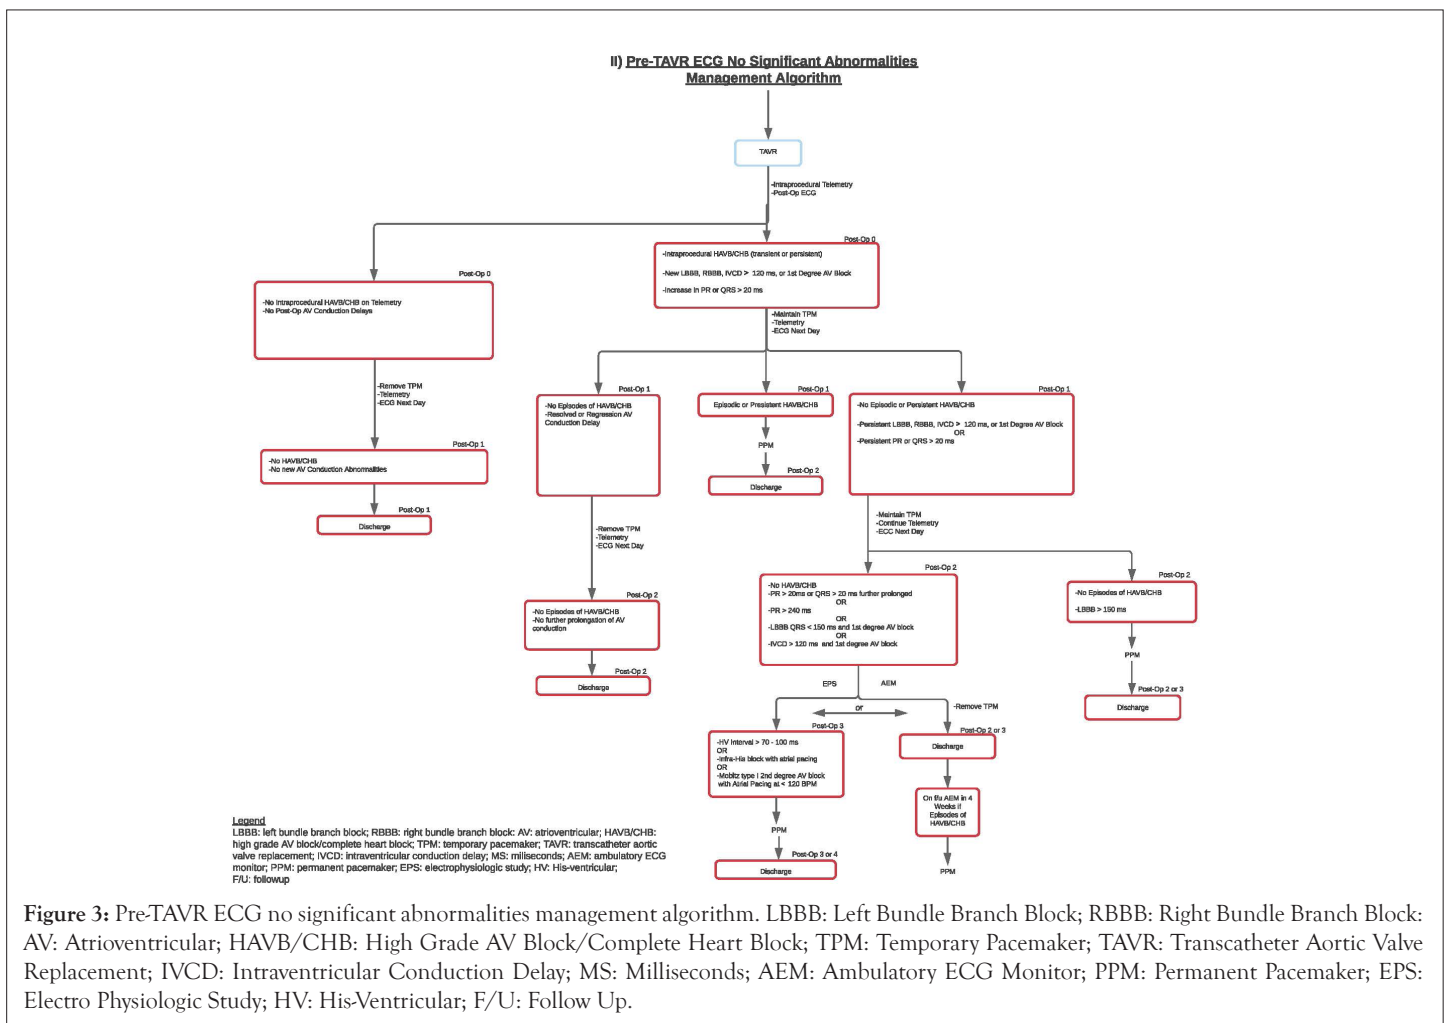 II) Pre-TAVR ECG No Significant Abnormalities
Management Algorithm
TAVR
-Intraprocedural Telemetry
-Post-Op ECG
Post-Op 0
-No Intraprocedural HAVB/CHB on Telemetry
-No Post-Op AV Conduction Delays
Post-Op 0
-Intraprocedural HAVB/CHB (transient or persistent)
-New LBBB, RBBB, IVCD > 120 ms, or 1st Degree AV Block
-Increase in PR or QRS > 20 ms
-Remove TPM
-Telemetry
-ECG Next Day
-Maintain TPM
-Telemetry
-ECG Next Day
Post-Op 1
-No HAVB/CHB
-No new AV Conduction Abnormalities
Post-Op 1
Discharge
Post-Op 1
-No Episodes of HAVB/CHB
-Resolved or Regression AV
Conduction Delay
Post-Op 1
Episodic or Presistent HAVB/CHB
PPM
Post-Op 2
Discharge
Post-Op 1
-No Episodic or Persistent HAVB/CHB
-Persistent LBBB, RBBB, IVCD > 120 ms, or 1st Degree AV Block
OR
-Persistent PR or QRS > 20 ms
-Remove TPM
-Telemetry
-ECG Next Day
-Maintain TPM
-Continue Telemetry
-ECC Next Day
Post-Op 2
-No Episodes of HAVB/CHB
-No further prolongation of AV
conduction
Post-Op 2
Discharge
Post-Op 2
-No HAVB/CHB
-PR > 20ms or QRS > 20 ms further prolonged
OR
-PR > 240 ms
OR
-LBBB QRS < 150 ms and 1st degree AV block
OR
-IVCD > 120 ms and 1st degree AV block
Post-Op 2
-No Episodes of HAVB/CHB
-LBBB > 150 ms
PPM
Post-Op 2 or 3
Discharge
EPS
AEM
or
-Remove TPM
Post-Op 3
-HV Interval > 70 - 100 ms
OR
-Infra-His block with atrial pacing
OR
-Mobitz type I 2nd degree AV block
with Atrial Pacing at < 120 BPM
PPM
Post-Op 3 or 4
Discharge
Post-Op 2 or 3
Discharge
On f/u AEM in 4
Weeks if
Episodes of
HAVB/CHB
PPM
Legend
LBBB: left bundle branch block; RBBB: right bundle branch block: AV: atrioventricular; HAVB/CHB:
high grade AV block/complete heart block; TPM: temporary pacemaker; TAVR: transcatheter aortic
valve replacement; IVCD: intraventricular conduction delay; MS: miliseconds; AEM: ambulatory ECG
monitor; PPM: permanent pacemaker; EPS: electrophysiologic study; HV: His-ventricular;
F/U: followup
Figure 3: Pre-TAVR ECG no significant abnormalities management algorithm. LBBB: Left Bundle Branch Block; RBBB: Right Bundle Branch Block:
AV: Atrioventricular; HAVB/CHB: High Grade AV Block/Complete Heart Block; TPM: Temporary Pacemaker; TAVR: Transcatheter Aortic Valve
Replacement; IVCD: Intraventricular Conduction Delay; MS: Milliseconds; AEM: Ambulatory ECG Monitor; PPM: Permanent Pacemaker; EPS:
Electro Physiologic Study; HV: His-Ventricular; F/U: Follow Up.